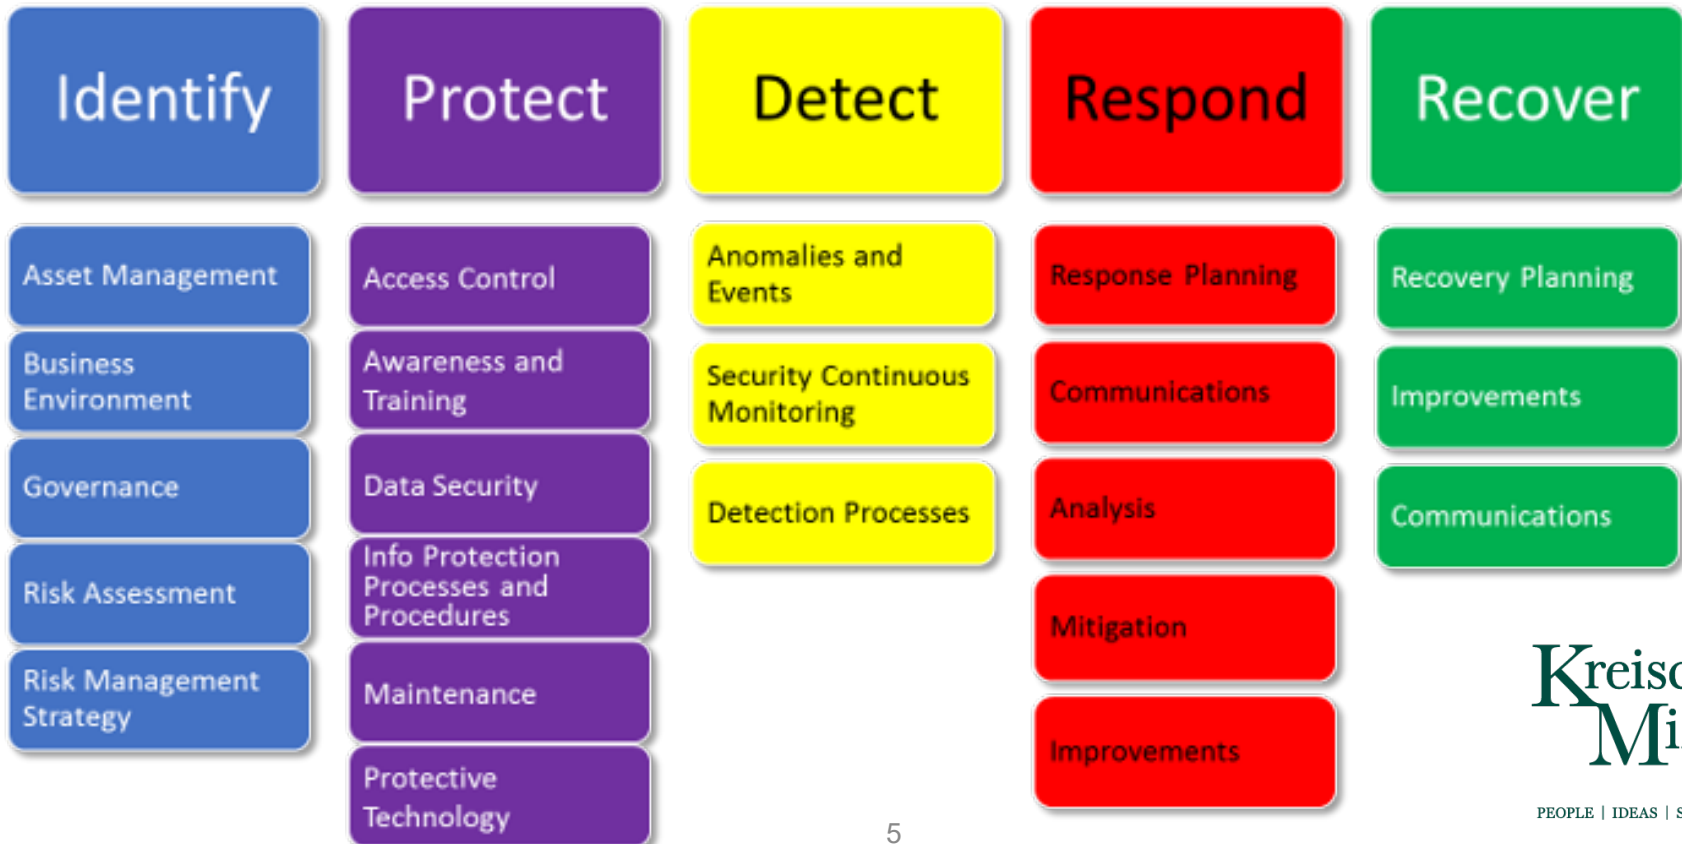 Identify
Protect
Detect
Respond
Recover
Asset Management
Business
Environment
Governance
Risk Assessment
Risk Management
Strategy
Access Control
Awareness and
Training
Data Security
Info Protection
Processes and
Procedures
Maintenance
Protective
Technology
Anomalies and
Events
Security Continuous
Monitoring
Detection Processes
Response Planning
Communications
Analysis
Mitigation
Improvements
Recovery Planning
Improvements
Communications
PEOPLE | IDEAS |
5